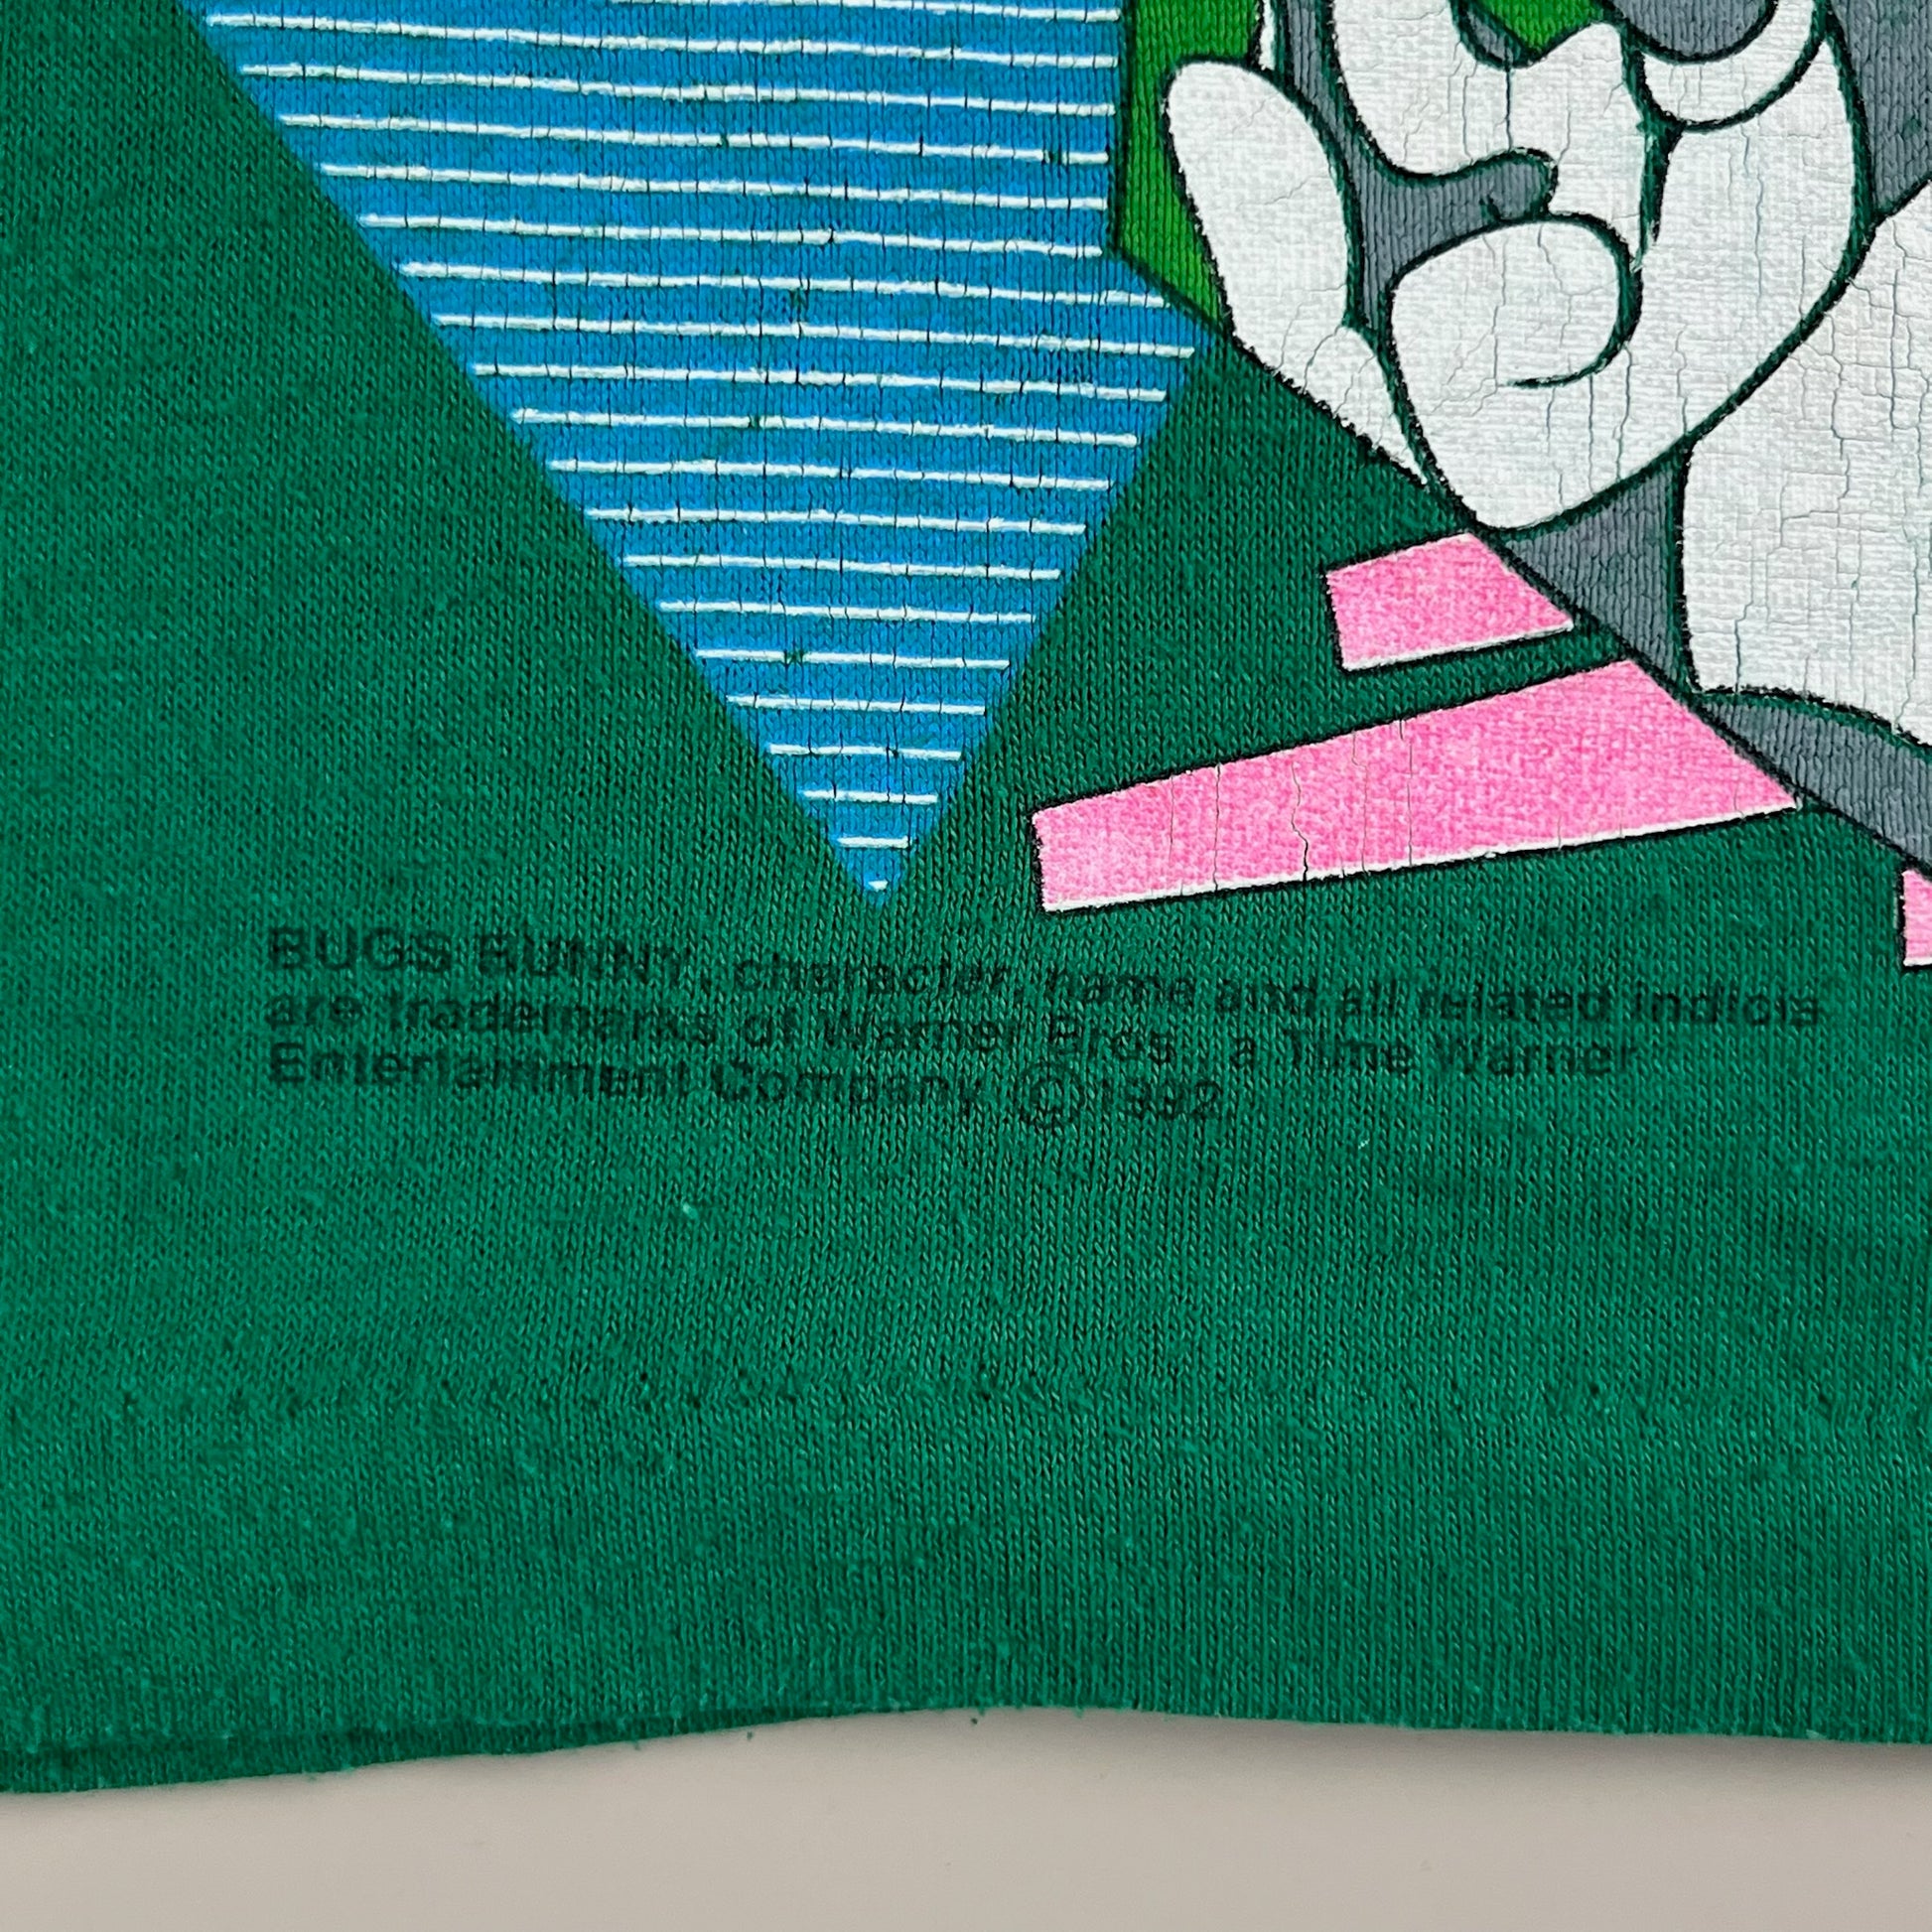 BUGS BUNNY, character, name and all related indicia
are trademarks of Warner Bros., a Time Warner
Entertainment Company. © 1992.